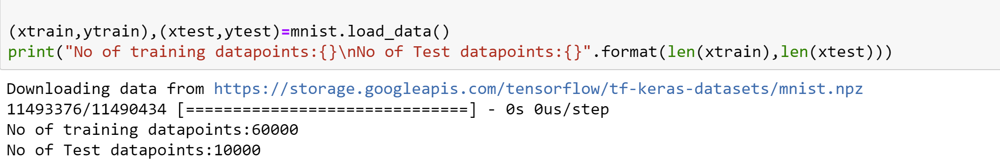 (xtrain,ytrain),(xtest,ytest)=mnist.load_data()
print("No of training datapoints:{}\nNo of Test datapoints:{}".format(len(xtrain),len(xtest)))
Downloading data from https://storage.googleapis.com/tensorflow/tf-keras-datasets/mnist.npz
11493376/11490434 [==============================] - 0s 0us/step
No of training datapoints:60000
No of Test datapoints:10000